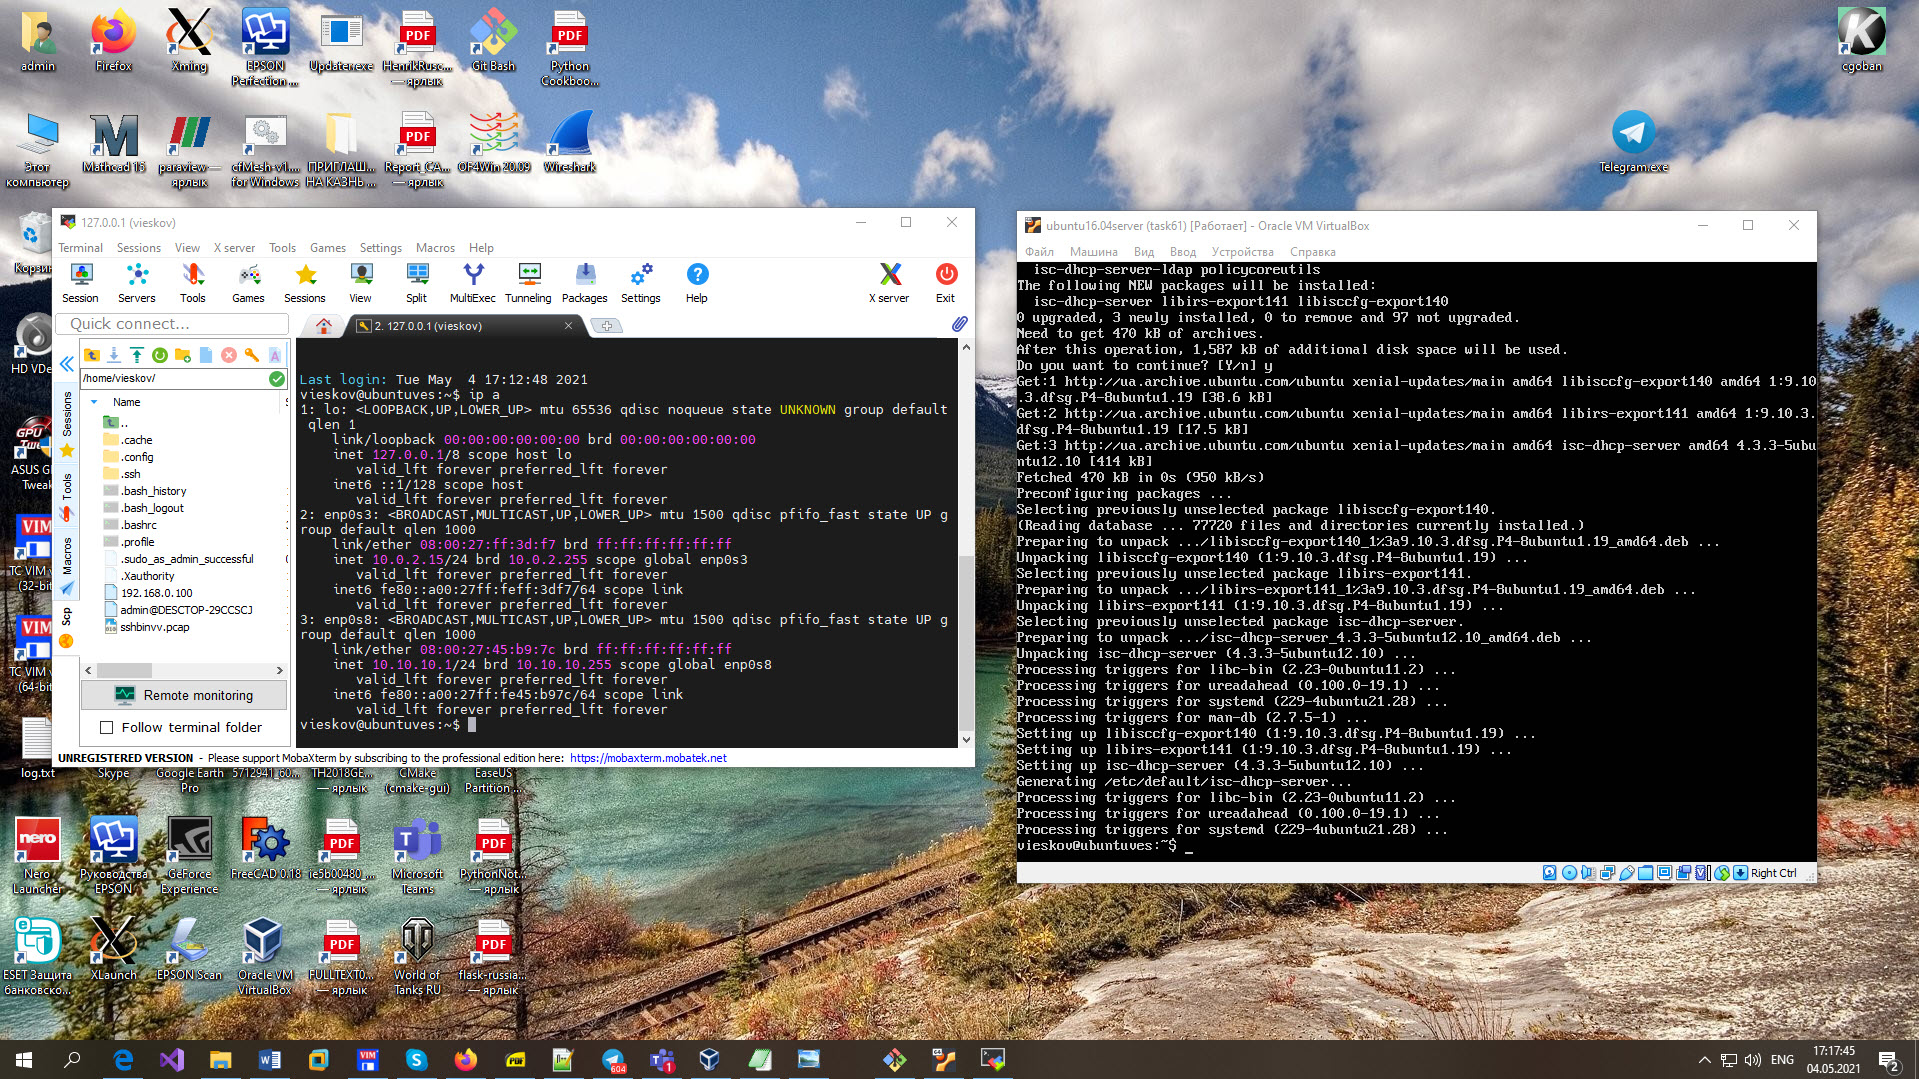 admin
Firefox
Xming
EPSON
Perfection ...
Updater.exe
HenrikRusc...
— ярлык
Git Bash
Python
Cookboo...
cgoban
Этот
компьютер
Mathcad 15
paraview—
ярлык
cfMesh-v1...
for Windows
ПРИГЛАШ...
НА КАЗНЬ ...
Report_CA...
— ярлык
OF4Win 20.09
Wireshark
Telegram.exe
127.0.0.1 (vieskov)
Terminal Sessions View X server Tools Games Settings Macros Help
Session Servers Tools Games Sessions View Split MultiExec Tunneling Packages Settings Help X server Exit
Quick connect...
2. 127.0.0.1 (vieskov)
/home/vieskov/
Name
..
.cache
.config
.ssh
.bash_history
.bash_logout
.bashrc
.profile
.sudo_as_admin_successful
.Xauthority
192.168.0.100
admin@DESCTOP-29CCSCJ
sshbinvv.pcap
Sessions
Tools
Macros
Scp
Remote monitoring
Follow terminal folder
Last login: Tue May  4 17:12:48 2021
vieskov@ubuntuves:~$ ip a
1: lo: <LOOPBACK,UP,LOWER_UP> mtu 65536 qdisc noqueue state UNKNOWN group default
 qlen 1
    link/loopback 00:00:00:00:00:00 brd 00:00:00:00:00:00
    inet 127.0.0.1/8 scope host lo
       valid_lft forever preferred_lft forever
    inet6 ::1/128 scope host
       valid_lft forever preferred_lft forever
2: enp0s3: <BROADCAST,MULTICAST,UP,LOWER_UP> mtu 1500 qdisc pfifo_fast state UP g
roup default qlen 1000
    link/ether 08:00:27:ff:3d:f7 brd ff:ff:ff:ff:ff:ff
    inet 10.0.2.15/24 brd 10.0.2.255 scope global enp0s3
       valid_lft forever preferred_lft forever
    inet6 fe80::a00:27ff:feff:3df7/64 scope link
       valid_lft forever preferred_lft forever
3: enp0s8: <BROADCAST,MULTICAST,UP,LOWER_UP> mtu 1500 qdisc pfifo_fast state UP g
roup default qlen 1000
    link/ether 08:00:27:45:b9:7c brd ff:ff:ff:ff:ff:ff
    inet 10.10.10.1/24 brd 10.10.10.255 scope global enp0s8
       valid_lft forever preferred_lft forever
    inet6 fe80::a00:27ff:fe45:b97c/64 scope link
       valid_lft forever preferred_lft forever
vieskov@ubuntuves:~$
UNREGISTERED VERSION - Please support MobaXterm by subscribing to the professional edition here: https://mobaxterm.mobatek.net
ubuntu16.04server (task61) [Работает] - Oracle VM VirtualBox
Файл Машина Вид Ввод Устройства Справка
  isc-dhcp-server-ldap policycoreutils
The following NEW packages will be installed:
  isc-dhcp-server libirs-export141 libisccfg-export140
0 upgraded, 3 newly installed, 0 to remove and 97 not upgraded.
Need to get 470 kB of archives.
After this operation, 1,587 kB of additional disk space will be used.
Do you want to continue? [Y/n] y
Get:1 http://ua.archive.ubuntu.com/ubuntu xenial-updates/main amd64 libisccfg-export140 amd64 1:9.10
.3.dfsg.P4-8ubuntu1.19 [38.6 kB]
Get:2 http://ua.archive.ubuntu.com/ubuntu xenial-updates/main amd64 libirs-export141 amd64 1:9.10.3.
dfsg.P4-8ubuntu1.19 [17.5 kB]
Get:3 http://ua.archive.ubuntu.com/ubuntu xenial-updates/main amd64 isc-dhcp-server amd64 4.3.3-5ubu
ntu12.10 [414 kB]
Fetched 470 kB in 0s (950 kB/s)
Preconfiguring packages ...
Selecting previously unselected package libisccfg-export140.
(Reading database ... 77720 files and directories currently installed.)
Preparing to unpack .../libisccfg-export140_1%3a9.10.3.dfsg.P4-8ubuntu1.19_amd64.deb ...
Unpacking libisccfg-export140 (1:9.10.3.dfsg.P4-8ubuntu1.19) ...
Selecting previously unselected package libirs-export141.
Preparing to unpack .../libirs-export141_1%3a9.10.3.dfsg.P4-8ubuntu1.19_amd64.deb ...
Unpacking libirs-export141 (1:9.10.3.dfsg.P4-8ubuntu1.19) ...
Selecting previously unselected package isc-dhcp-server.
Preparing to unpack .../isc-dhcp-server_4.3.3-5ubuntu12.10_amd64.deb ...
Unpacking isc-dhcp-server (4.3.3-5ubuntu12.10) ...
Processing triggers for libc-bin (2.23-0ubuntu11.2) ...
Processing triggers for ureadahead (0.100.0-19.1) ...
Processing triggers for systemd (229-4ubuntu21.28) ...
Processing triggers for man-db (2.7.5-1) ...
Setting up libisccfg-export140 (1:9.10.3.dfsg.P4-8ubuntu1.19) ...
Setting up libirs-export141 (1:9.10.3.dfsg.P4-8ubuntu1.19) ...
Setting up isc-dhcp-server (4.3.3-5ubuntu12.10) ...
Generating /etc/default/isc-dhcp-server...
Processing triggers for libc-bin (2.23-0ubuntu11.2) ...
Processing triggers for ureadahead (0.100.0-19.1) ...
Processing triggers for systemd (229-4ubuntu21.28) ...
vieskov@ubuntuves:~$ _
Right Ctrl
Корзин
HD VDe
ASUS G
Tweak
TC VIM
(32-bit
TC VIM
(64-bit
log.txt
Skype
Google Earth
Pro
5712941_60...
TH2018GE...
— ярлык
CMake
(cmake-gui)
EaseUS
Partition ...
nero
Nero
Launcher
Руководства
EPSON
GeForce
Experience
FreeCAD 0.18
ie5b00480_...
— ярлык
Microsoft
Teams
PythonNot...
— ярлык
ESET Защита
банковско...
XLaunch
EPSON Scan
Oracle VM
VirtualBox
FULLTEXT0...
— ярлык
World of
Tanks RU
flask-russia...
— ярлык
604
1
ENG
17:17:45
04.05.2021
2